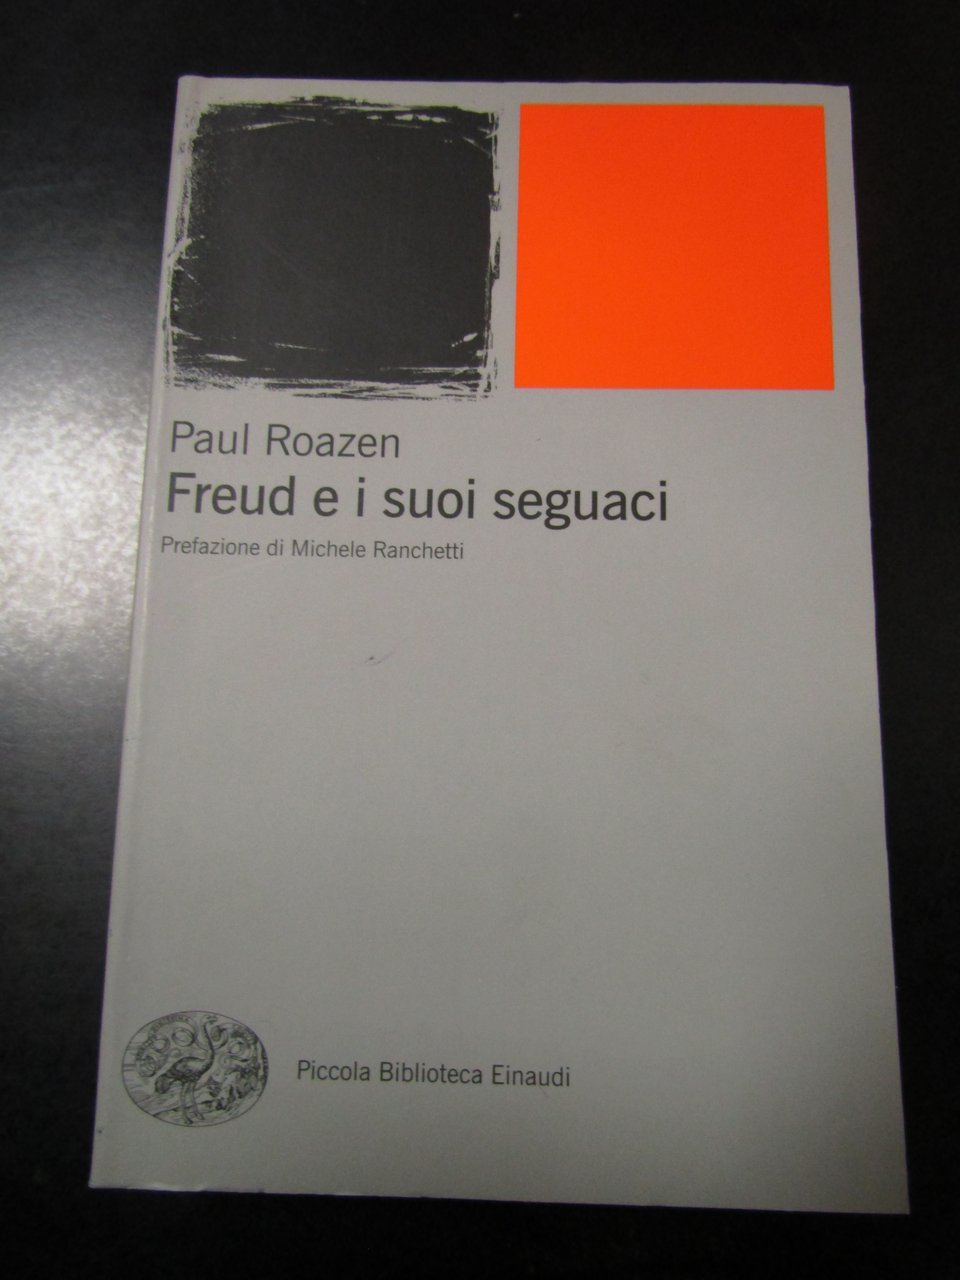 Paul Roazen
Freud e i suoi seguaci
Prefazione di Michele Ranchetti
Piccola Biblioteca Einaudi